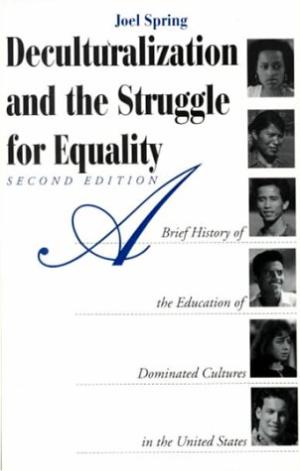 Joel Spring
Deculturalization
and the Struggle
for Equality
SECOND EDITION
A
Brief History of
the Education of
Dominated Cultures
in the United States